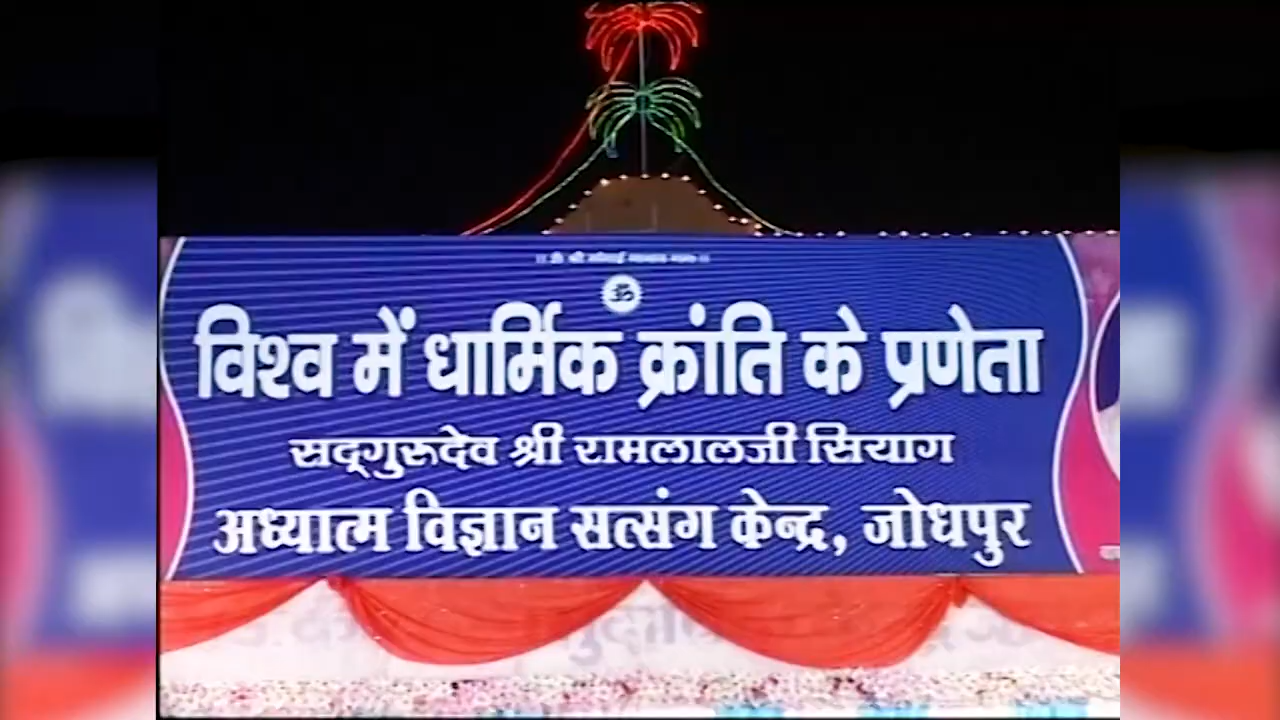 ॐ
विश्व में धार्मिक क्रांति के प्रणेता
सद्‌गुरुदेव श्री रामलालजी सियाग
अध्यात्म विज्ञान सत्संग केन्द्र, जोधपुर